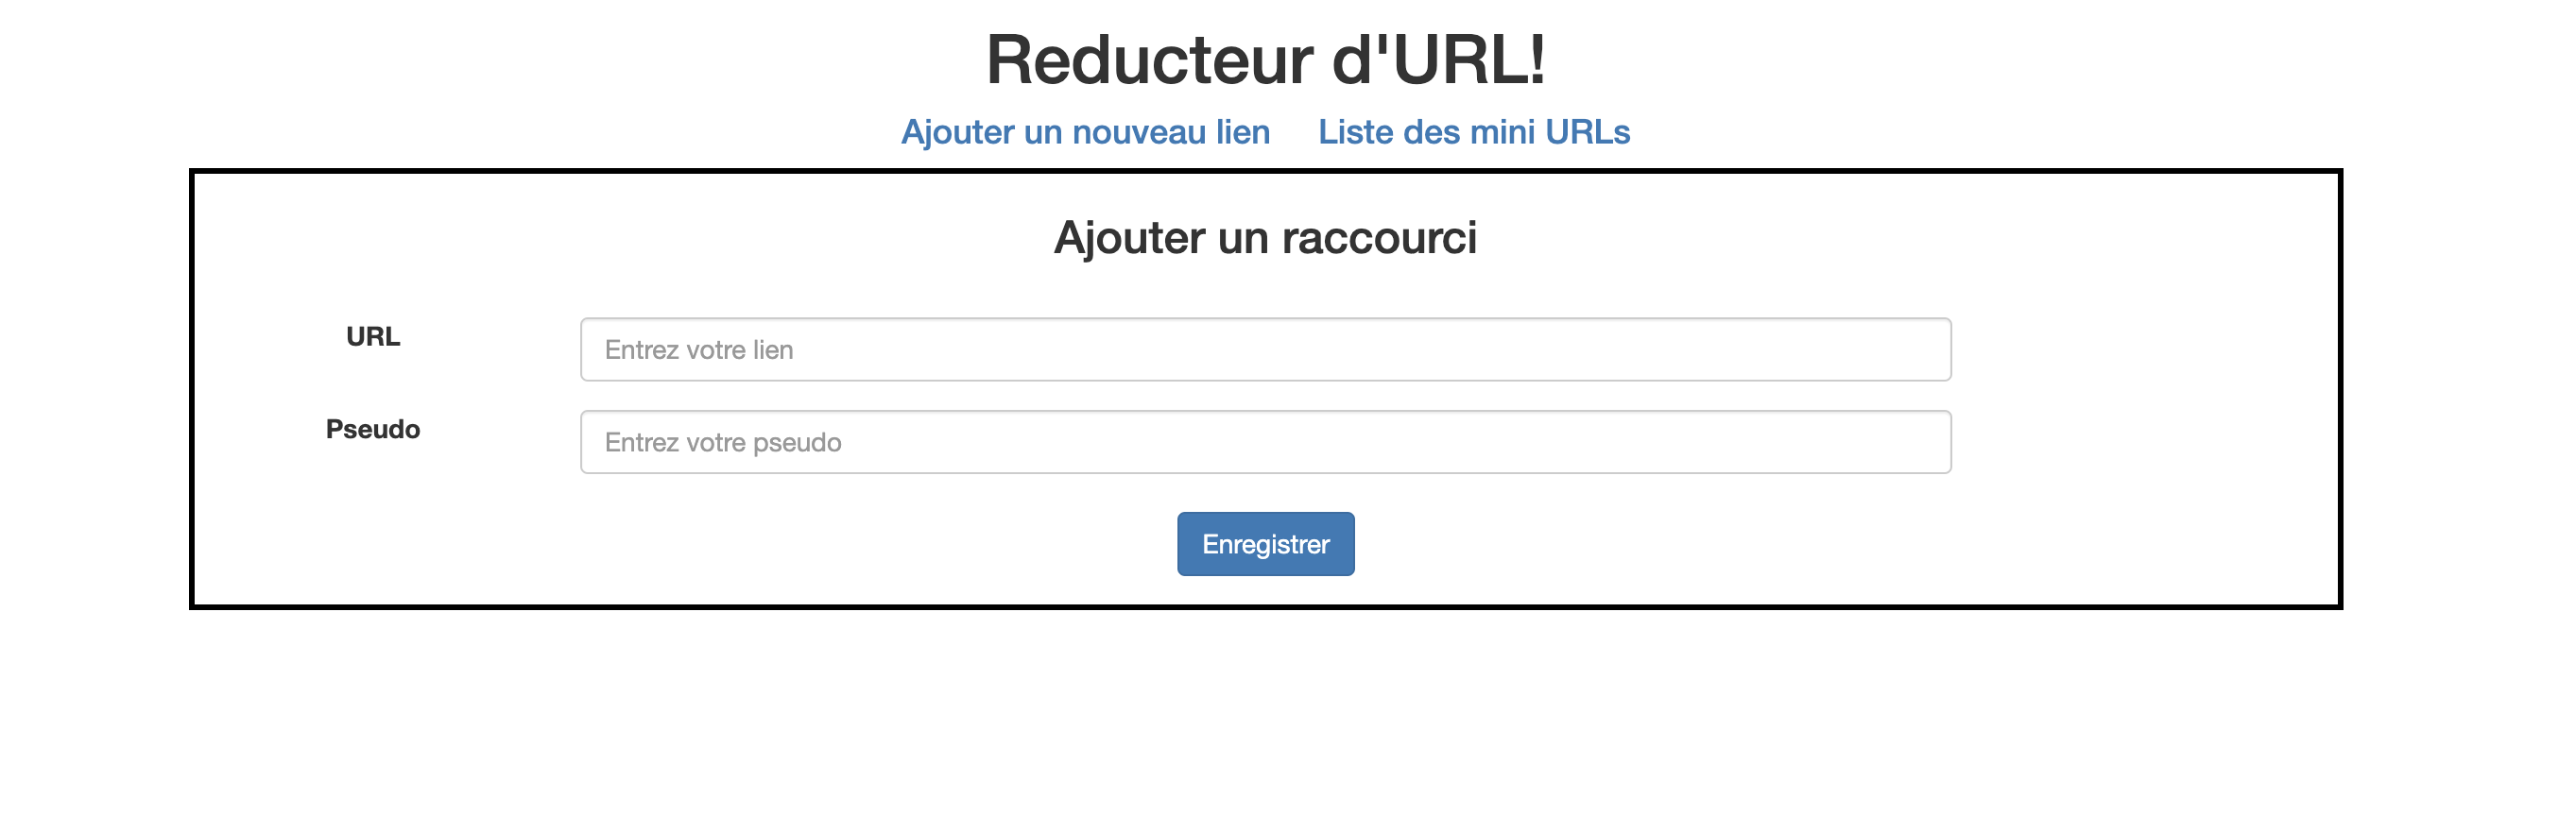 Reducteur d'URL!
Ajouter un nouveau lien Liste des mini URLs
Ajouter un raccourci
URL Entrez votre lien
Pseudo Entrez votre pseudo
Enregistrer